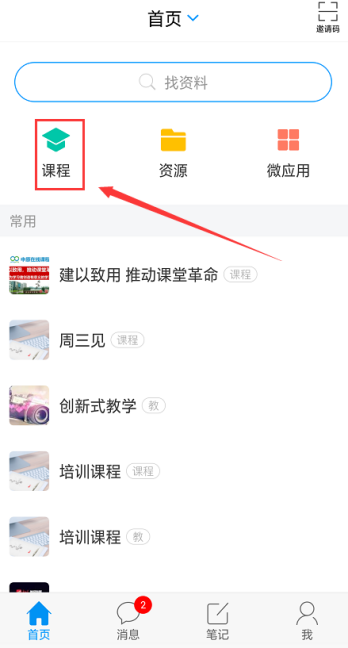 首页
邀请码
找资料
课程
资源
微应用
常用
建以致用 推动课堂革命 课程
周三见 课程
创新式教学 教
培训课程 课程
培训课程 教
首页
消息
2
笔记
我